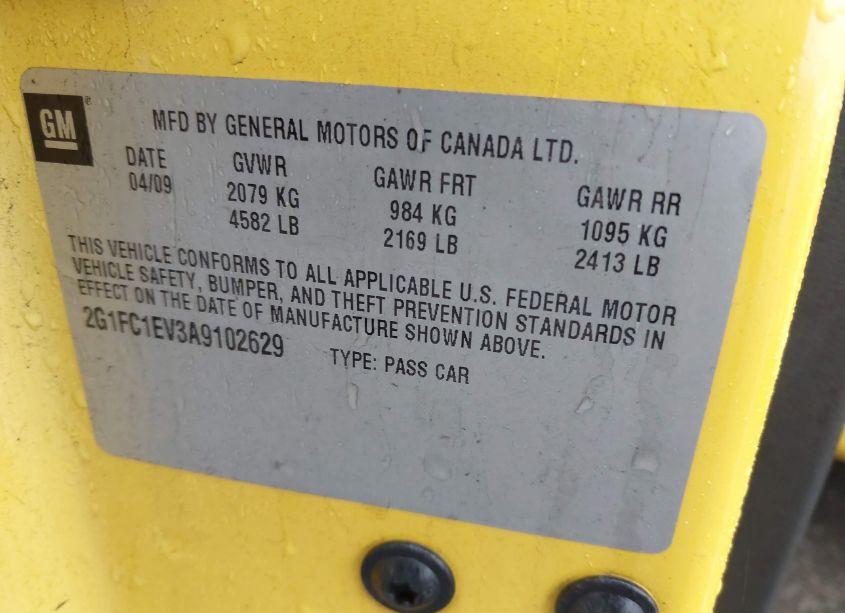 GM®
MFD BY GENERAL MOTORS OF CANADA LTD.
DATE GVWR GAWR FRT GAWR RR
04/09 2079 KG 984 KG 1095 KG
4582 LB 2169 LB 2413 LB
THIS VEHICLE CONFORMS TO ALL APPLICABLE U.S. FEDERAL MOTOR
VEHICLE SAFETY, BUMPER, AND THEFT PREVENTION STANDARDS IN
EFFECT ON THE DATE OF MANUFACTURE SHOWN ABOVE.
2G1FC1EV3A9102629 TYPE: PASS CAR